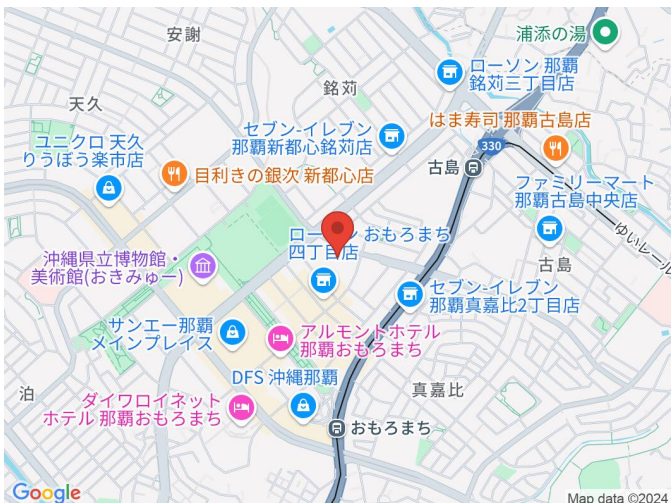 安謝
浦添の湯
銘苅
ローソン 那覇
銘苅三丁目店
天久
セブン-イレブン
那覇新都心銘苅店
はま寿司 那覇古島店
ユニクロ 天久
りうぼう楽市店
330
古島
目利きの銀次 新都心店
ファミリーマート
那覇古島中央店
ゆいレール
ローソン おもろまち
四丁目店
沖縄県立博物館・
美術館(おきみゅー)
古島
セブン-イレブン
那覇真嘉比2丁目店
サンエー那覇
メインプレイス
アルモントホテル
那覇おもろまち
DFS 沖縄那覇
真嘉比
泊
ダイワロイネット
ホテル 那覇おもろまち
おもろまち
Google
Map data ©2024